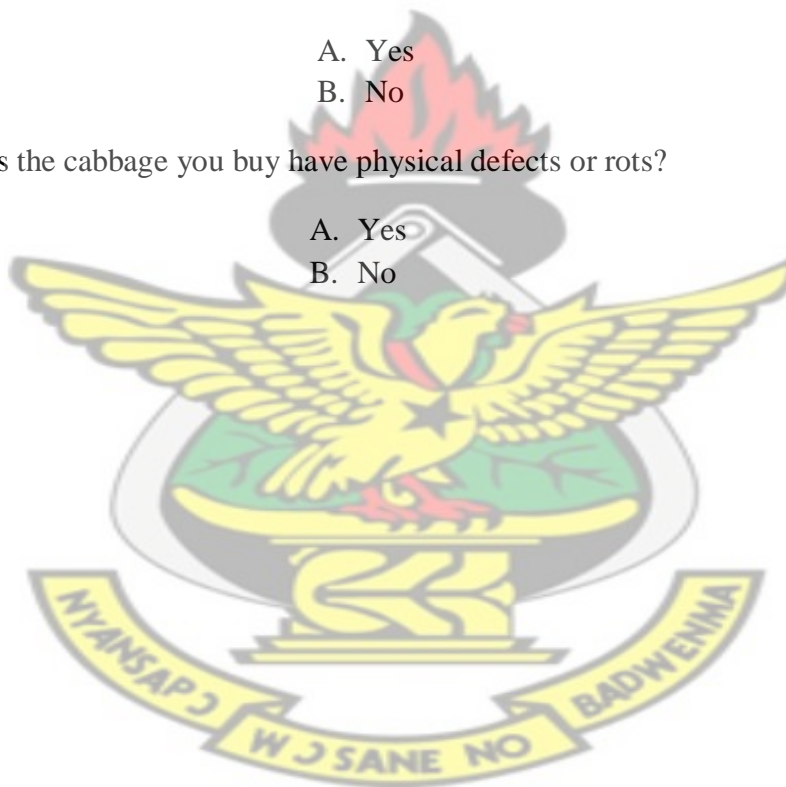 A. Yes
B. No
s the cabbage you buy have physical defects or rots?
A. Yes
B. No
NYANSAPƆ
WƆSANE NO
BADWENMA